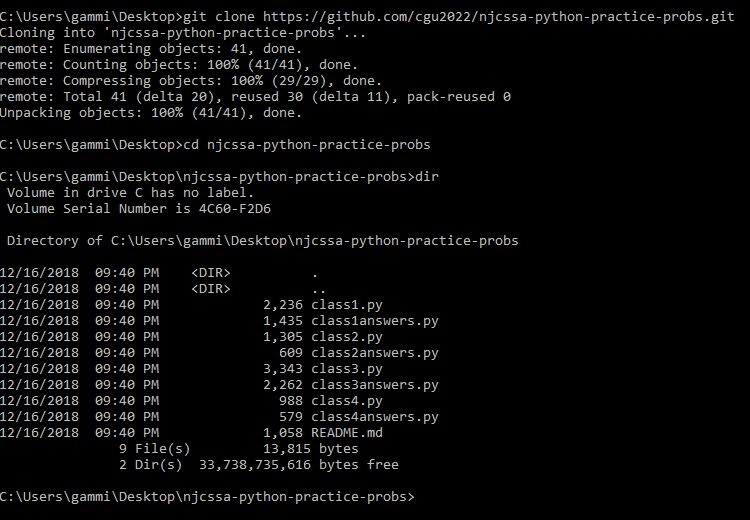 C:\Users\gammi\Desktop>git clone https://github.com/cgu2022/njcssa-python-practice-probs.git
Cloning into 'njcssa-python-practice-probs'...
remote: Enumerating objects: 41, done.
remote: Counting objects: 100% (41/41), done.
remote: Compressing objects: 100% (29/29), done.
remote: Total 41 (delta 20), reused 30 (delta 11), pack-reused 0
Unpacking objects: 100% (41/41), done.

C:\Users\gammi\Desktop>cd njcssa-python-practice-probs

C:\Users\gammi\Desktop\njcssa-python-practice-probs>dir
 Volume in drive C has no label.
 Volume Serial Number is 4C60-F2D6

 Directory of C:\Users\gammi\Desktop\njcssa-python-practice-probs

12/16/2018  09:40 PM    <DIR>          .
12/16/2018  09:40 PM    <DIR>          ..
12/16/2018  09:40 PM             2,236 class1.py
12/16/2018  09:40 PM             1,435 class1answers.py
12/16/2018  09:40 PM             1,305 class2.py
12/16/2018  09:40 PM               609 class2answers.py
12/16/2018  09:40 PM             3,343 class3.py
12/16/2018  09:40 PM             2,262 class3answers.py
12/16/2018  09:40 PM               988 class4.py
12/16/2018  09:40 PM               579 class4answers.py
12/16/2018  09:40 PM             1,058 README.md
               9 File(s)         13,815 bytes
               2 Dir(s)  33,738,735,616 bytes free

C:\Users\gammi\Desktop\njcssa-python-practice-probs>